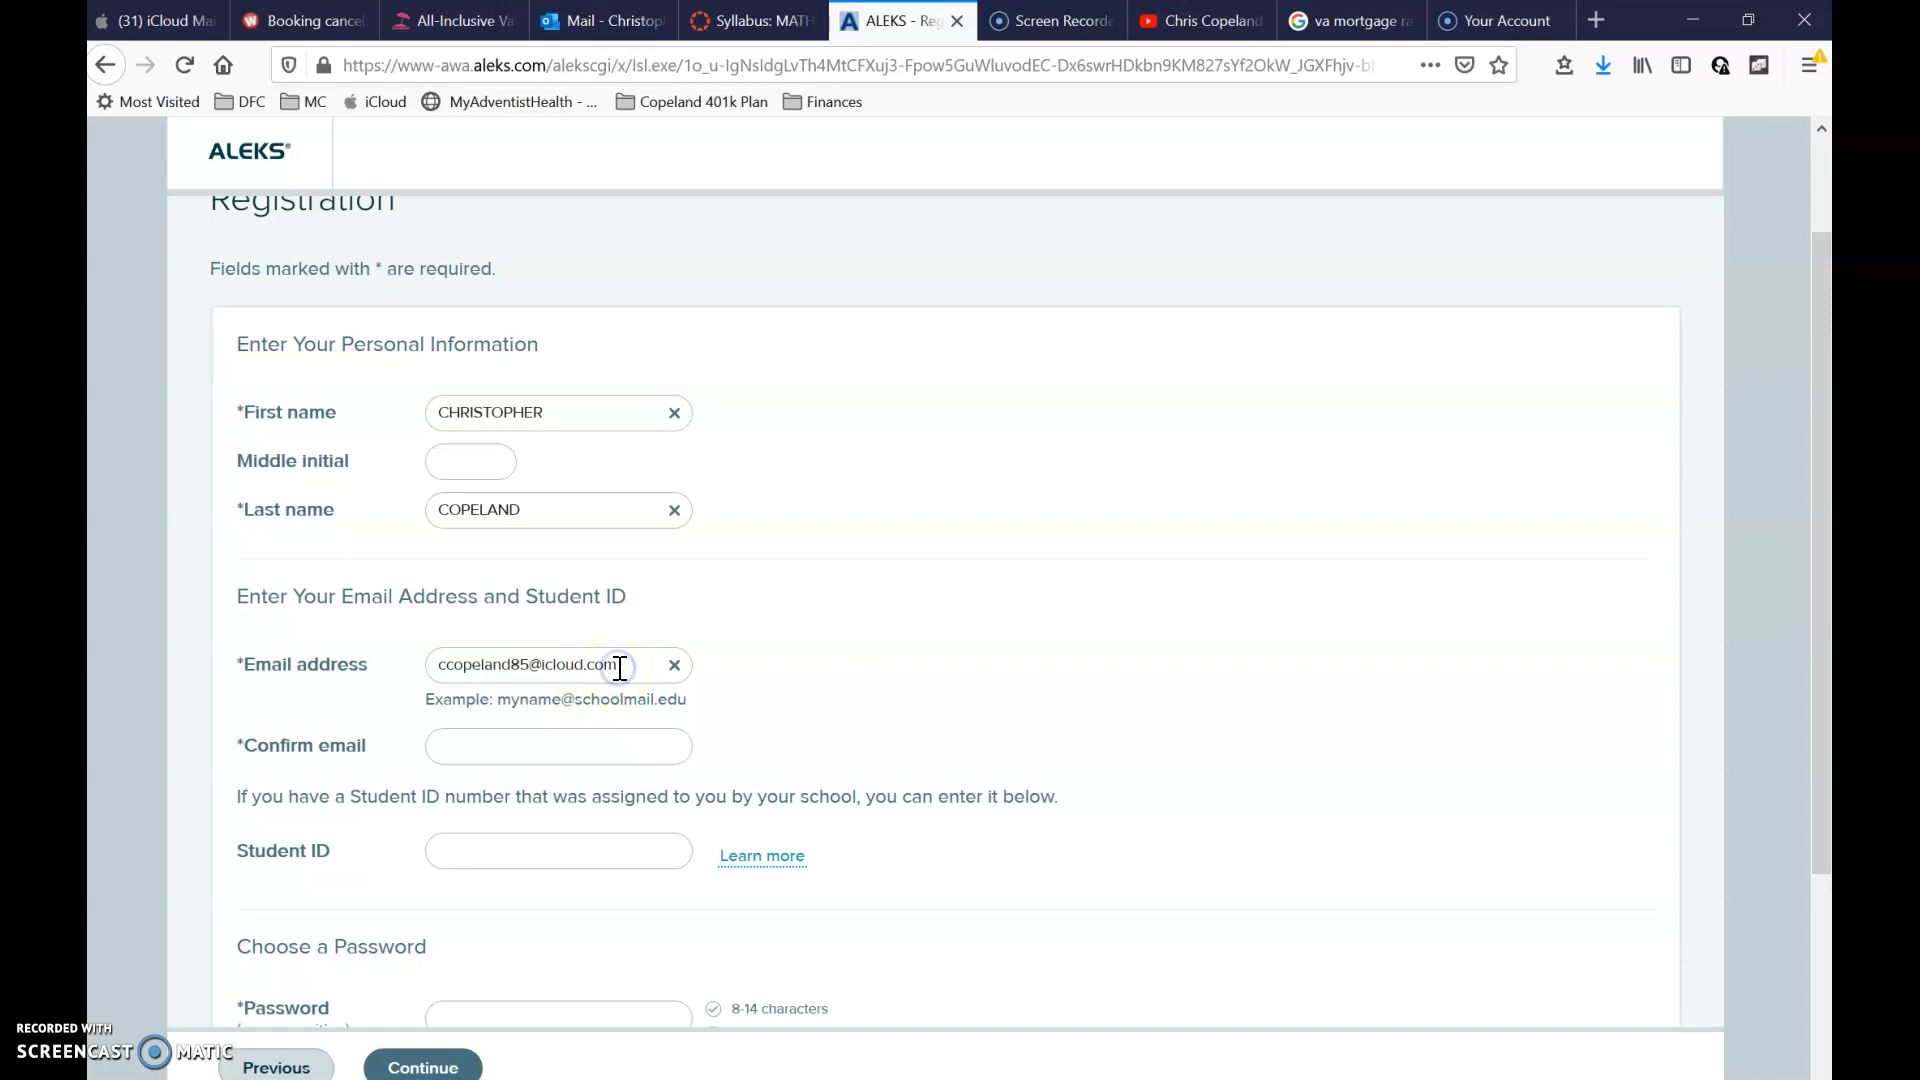 (31) iCloud Ma
Booking cancel
All-Inclusive Va
Mail - Christop
Syllabus: MATH
ALEKS - Reg
Screen Recorde
Chris Copeland
va mortgage ra
Your Account
https://www-awa.aleks.com/alekscgi/x/Isl.exe/1o_u-IgNsIdgLvTh4MtCFXuj3-Fpow5GuWluvodEC-Dx6swrHDkbn9KM827sYf2OkW_JGXFhjv-bl
Most Visited DFC MC iCloud MyAdventistHealth - ... Copeland 401k Plan Finances
ALEKS®
Registration
Fields marked with * are required.
Enter Your Personal Information
*First name CHRISTOPHER
Middle initial
*Last name COPELAND
Enter Your Email Address and Student ID
*Email address ccopeland85@icloud.com
Example: myname@schoolmail.edu
*Confirm email
If you have a Student ID number that was assigned to you by your school, you can enter it below.
Student ID Learn more
Choose a Password
*Password 8-14 characters
RECORDED WITH
SCREENCAST MATIC
Previous Continue